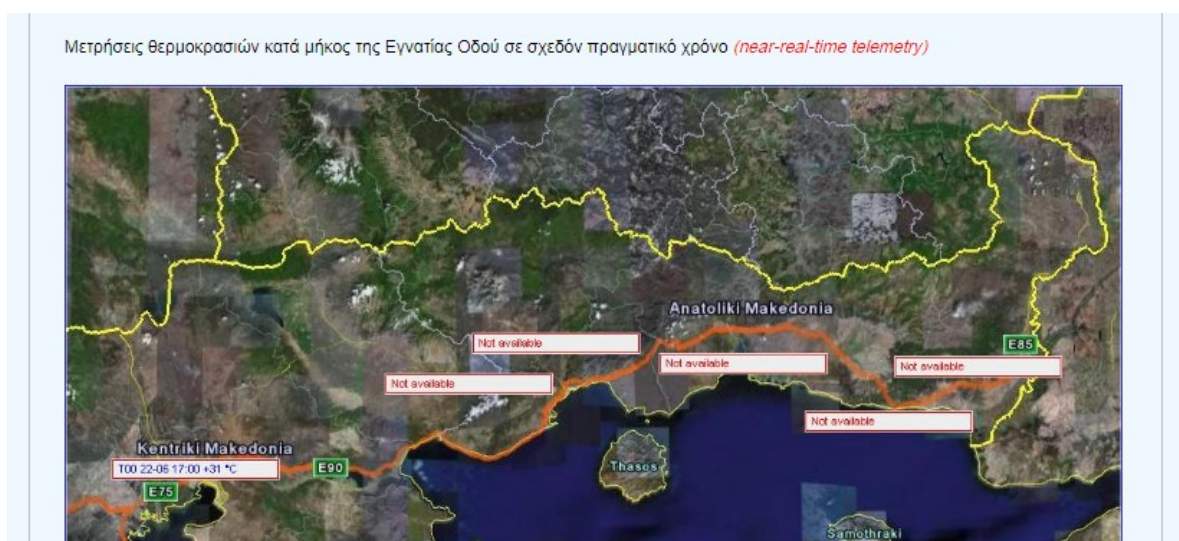 Μετρήσεις θερμοκρασιών κατά μήκος της Εγνατίας Οδού σε σχεδόν πραγματικό χρόνο (near-real-time telemetry)
Anatoliki Makedonia
Not available
E85
Not available
Not available
Not available
Not available
Kentriki Makedonia
T00 22-06 17:00 +31 °C
E90
Thasos
E75
Samothraki